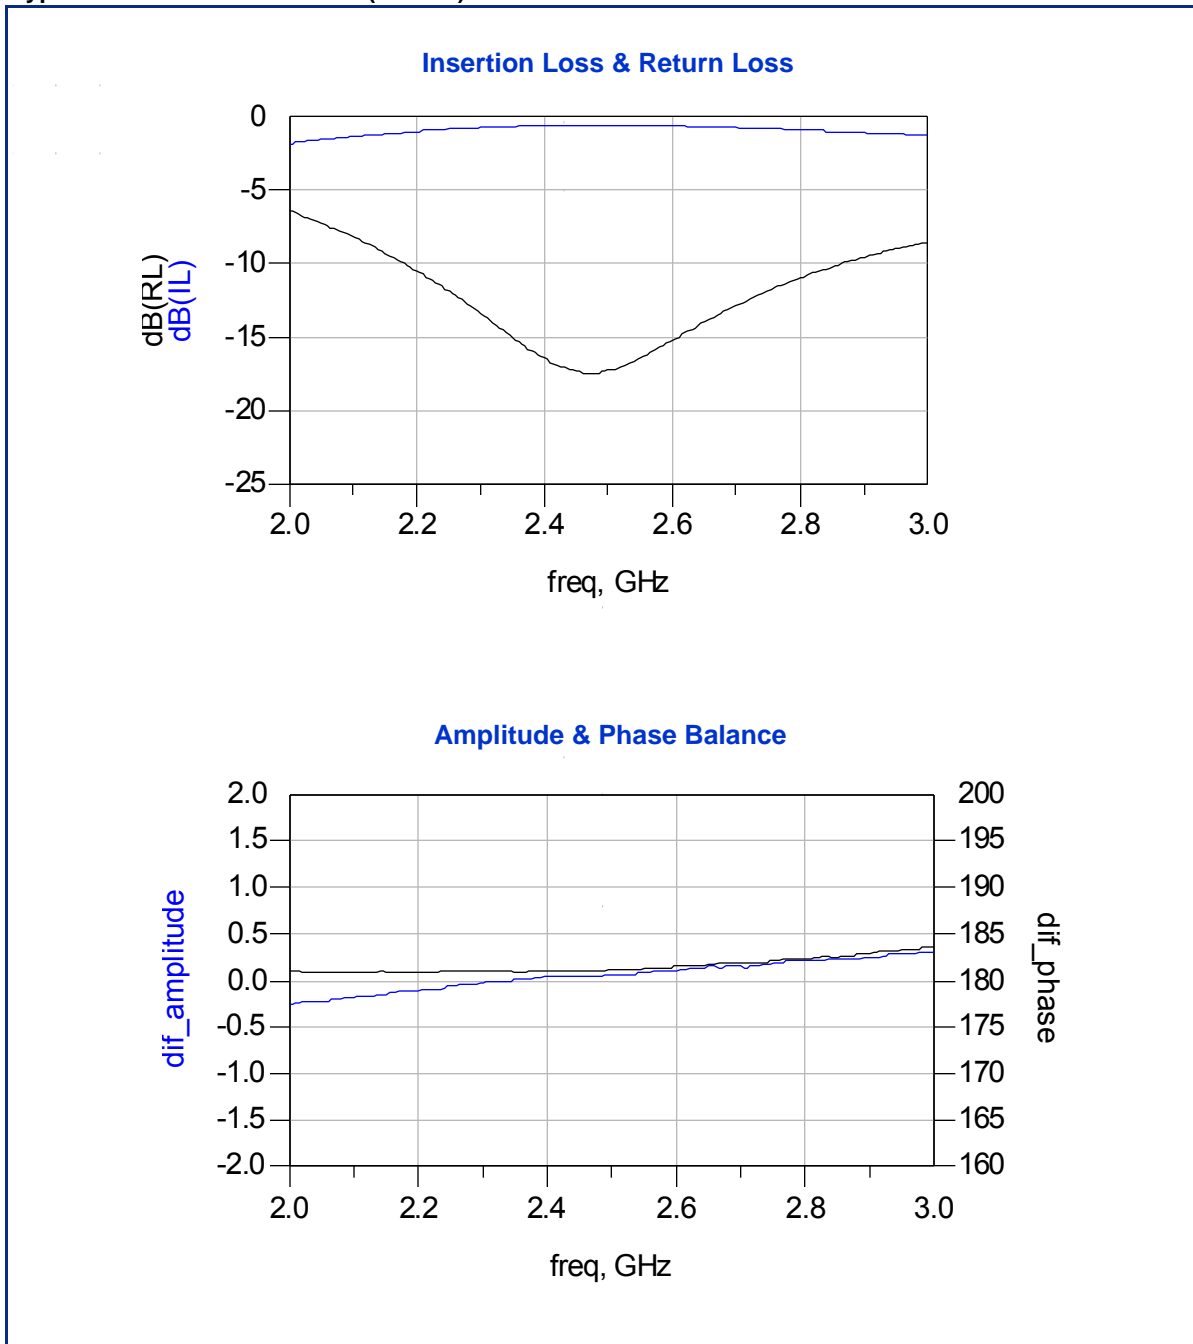 Insertion Loss & Return Loss
0
-5
-10
-15
-20
-25
dB(RL)
dB(IL)
2.0 2.2 2.4 2.6 2.8 3.0
freq, GHz
Amplitude & Phase Balance
2.0 200
1.5 195
1.0 190
0.5 185
0.0 180
-0.5 175
-1.0 170
-1.5 165
-2.0 160
dif_amplitude
dif_phase
2.0 2.2 2.4 2.6 2.8 3.0
freq, GHz